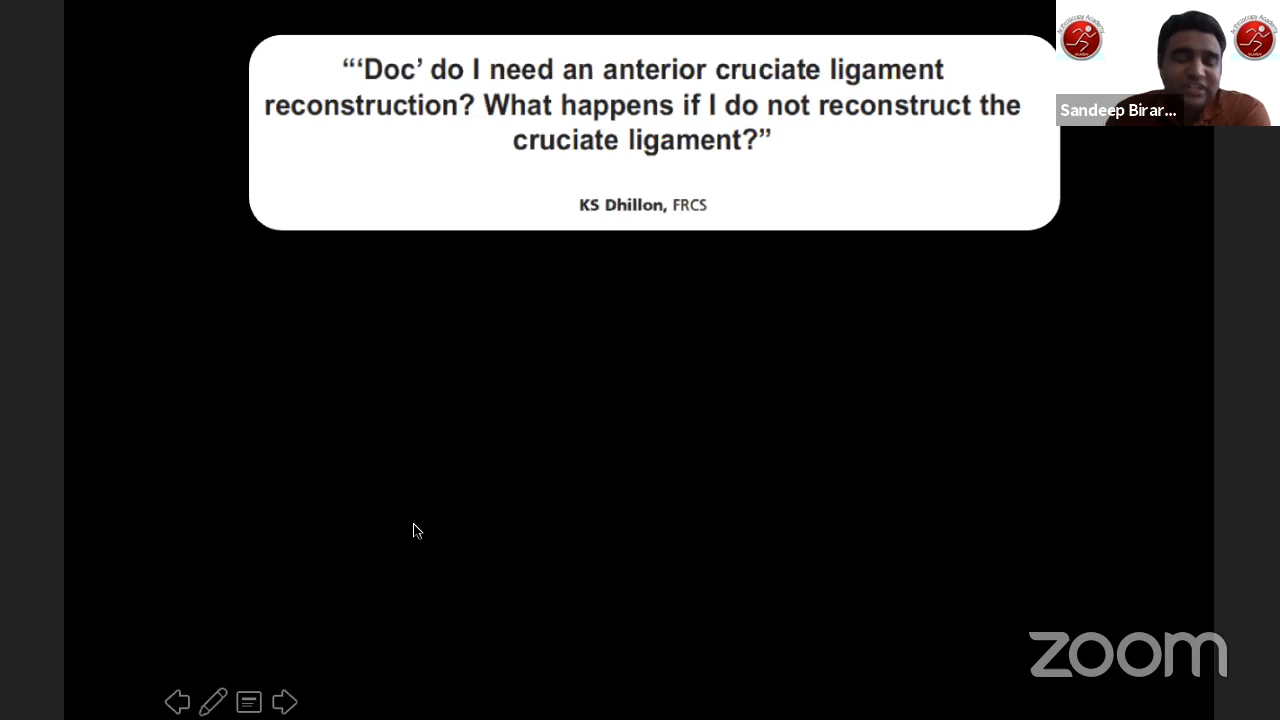 “‘Doc’ do I need an anterior cruciate ligament
reconstruction? What happens if I do not reconstruct the
cruciate ligament?”
KS Dhillon, FRCS
Sandeep Birar...
zoom